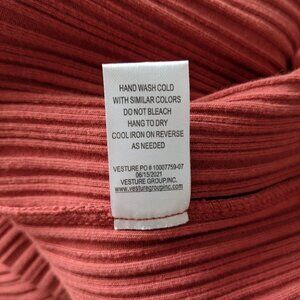 HAND WASH COLD
WITH SIMILAR COLORS
DO NOT BLEACH
HANG TO DRY
COOL IRON ON REVERSE
AS NEEDED
VESTURE PO # 10007759-07
06/15/2021
VESTURE GROUP,INC.
www.vesturegroupinc.com